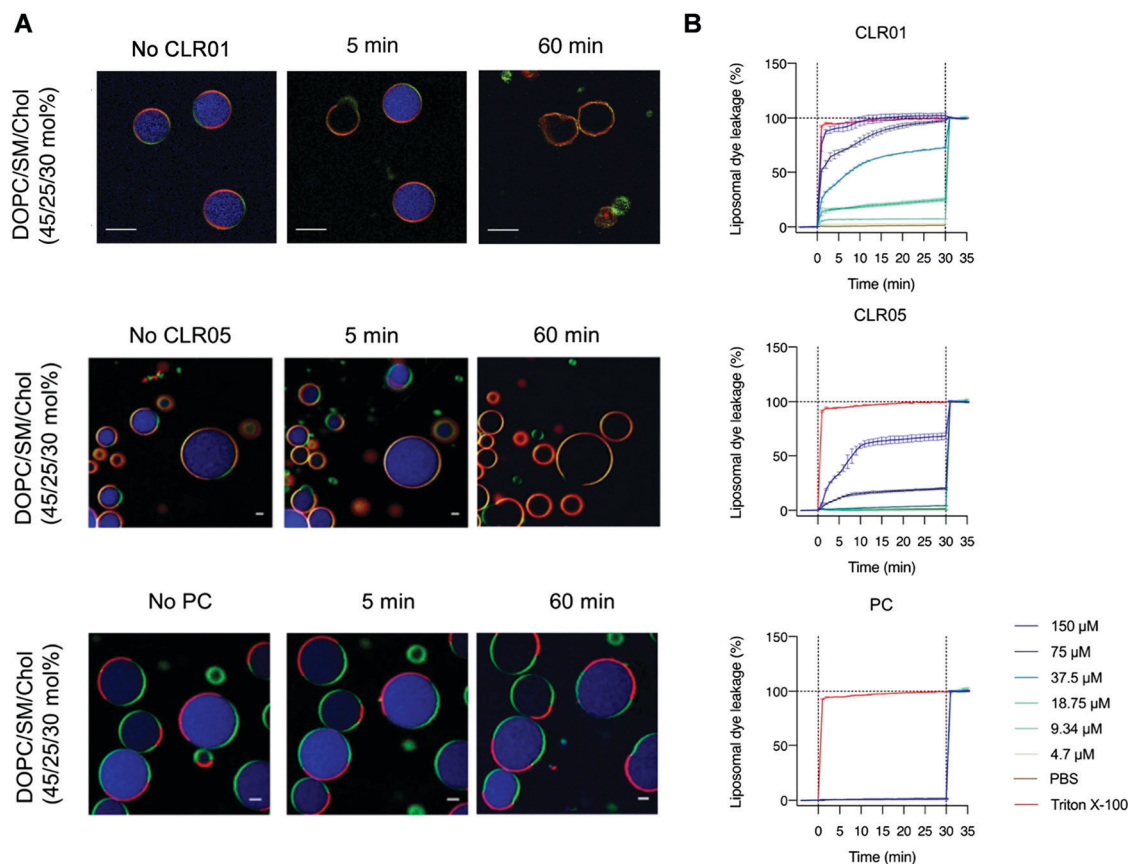 A
No CLR01
5 min
60 min
DOPC/SM/Chol
(45/25/30 mol%)
No CLR05
5 min
60 min
DOPC/SM/Chol
(45/25/30 mol%)
No PC
5 min
60 min
DOPC/SM/Chol
(45/25/30 mol%)
B
CLR01
Liposomal dye leakage (%)
150
100
50
0
0 5 10 15 20 25 30 35
Time (min)
CLR05
Liposomal dye leakage (%)
150
100
50
0
0 5 10 15 20 25 30 35
Time (min)
PC
Liposomal dye leakage (%)
150
100
50
0
0 5 10 15 20 25 30 35
Time (min)
150 µM
75 µM
37.5 µM
18.75 µM
9.34 µM
4.7 µM
PBS
Triton X-100